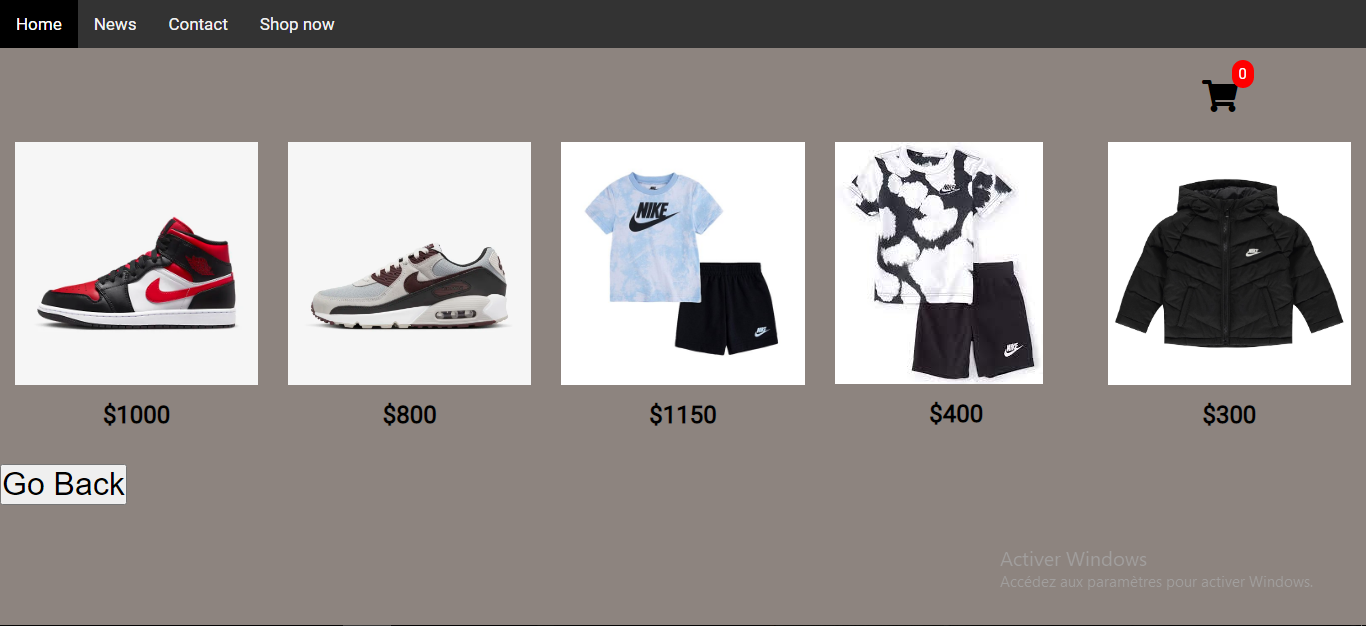 Home News Contact Shop now
0
NIKE
NIKE
$1000 $800 $1150 $400 $300
Go Back
Activer Windows
Accédez aux paramètres pour activer Windows.